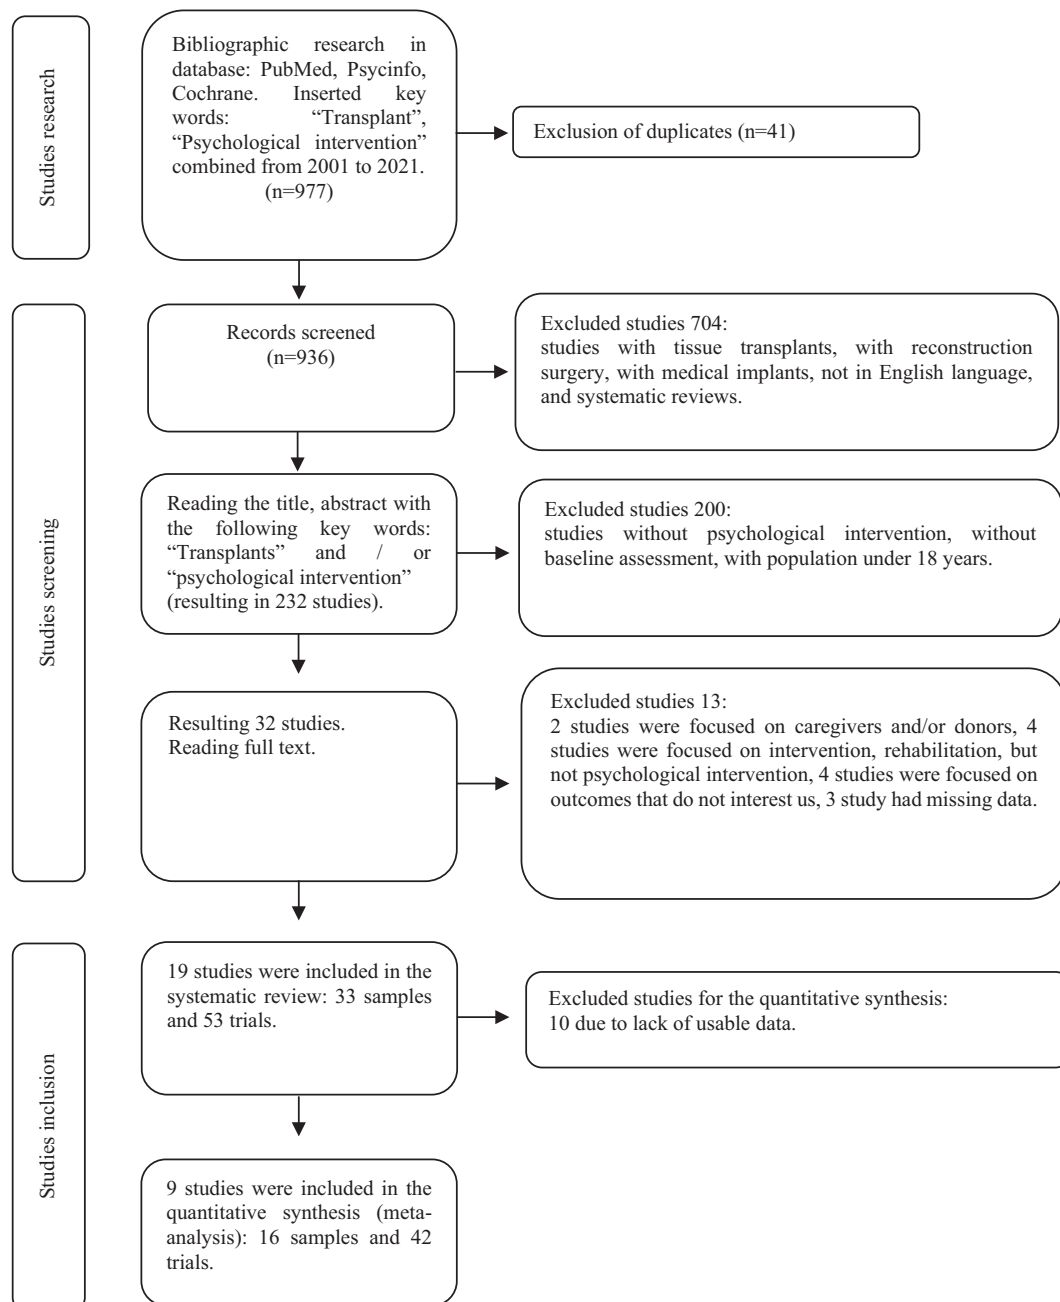 Studies research
Bibliographic research in
database: PubMed, Psycinfo,
Cochrane. Inserted key
words: “Transplant”,
“Psychological intervention”
combined from 2001 to 2021.
(n=977)
Exclusion of duplicates (n=41)
Studies screening
Records screened
(n=936)
Excluded studies 704:
studies with tissue transplants, with reconstruction
surgery, with medical implants, not in English language,
and systematic reviews.
Reading the title, abstract with
the following key words:
“Transplants” and / or
“psychological intervention”
(resulting in 232 studies).
Excluded studies 200:
studies without psychological intervention, without
baseline assessment, with population under 18 years.
Resulting 32 studies.
Reading full text.
Excluded studies 13:
2 studies were focused on caregivers and/or donors, 4
studies were focused on intervention, rehabilitation, but
not psychological intervention, 4 studies were focused on
outcomes that do not interest us, 3 study had missing data.
Studies inclusion
19 studies were included in the
systematic review: 33 samples
and 53 trials.
Excluded studies for the quantitative synthesis:
10 due to lack of usable data.
9 studies were included in the
quantitative synthesis (meta-
analysis): 16 samples and 42
trials.